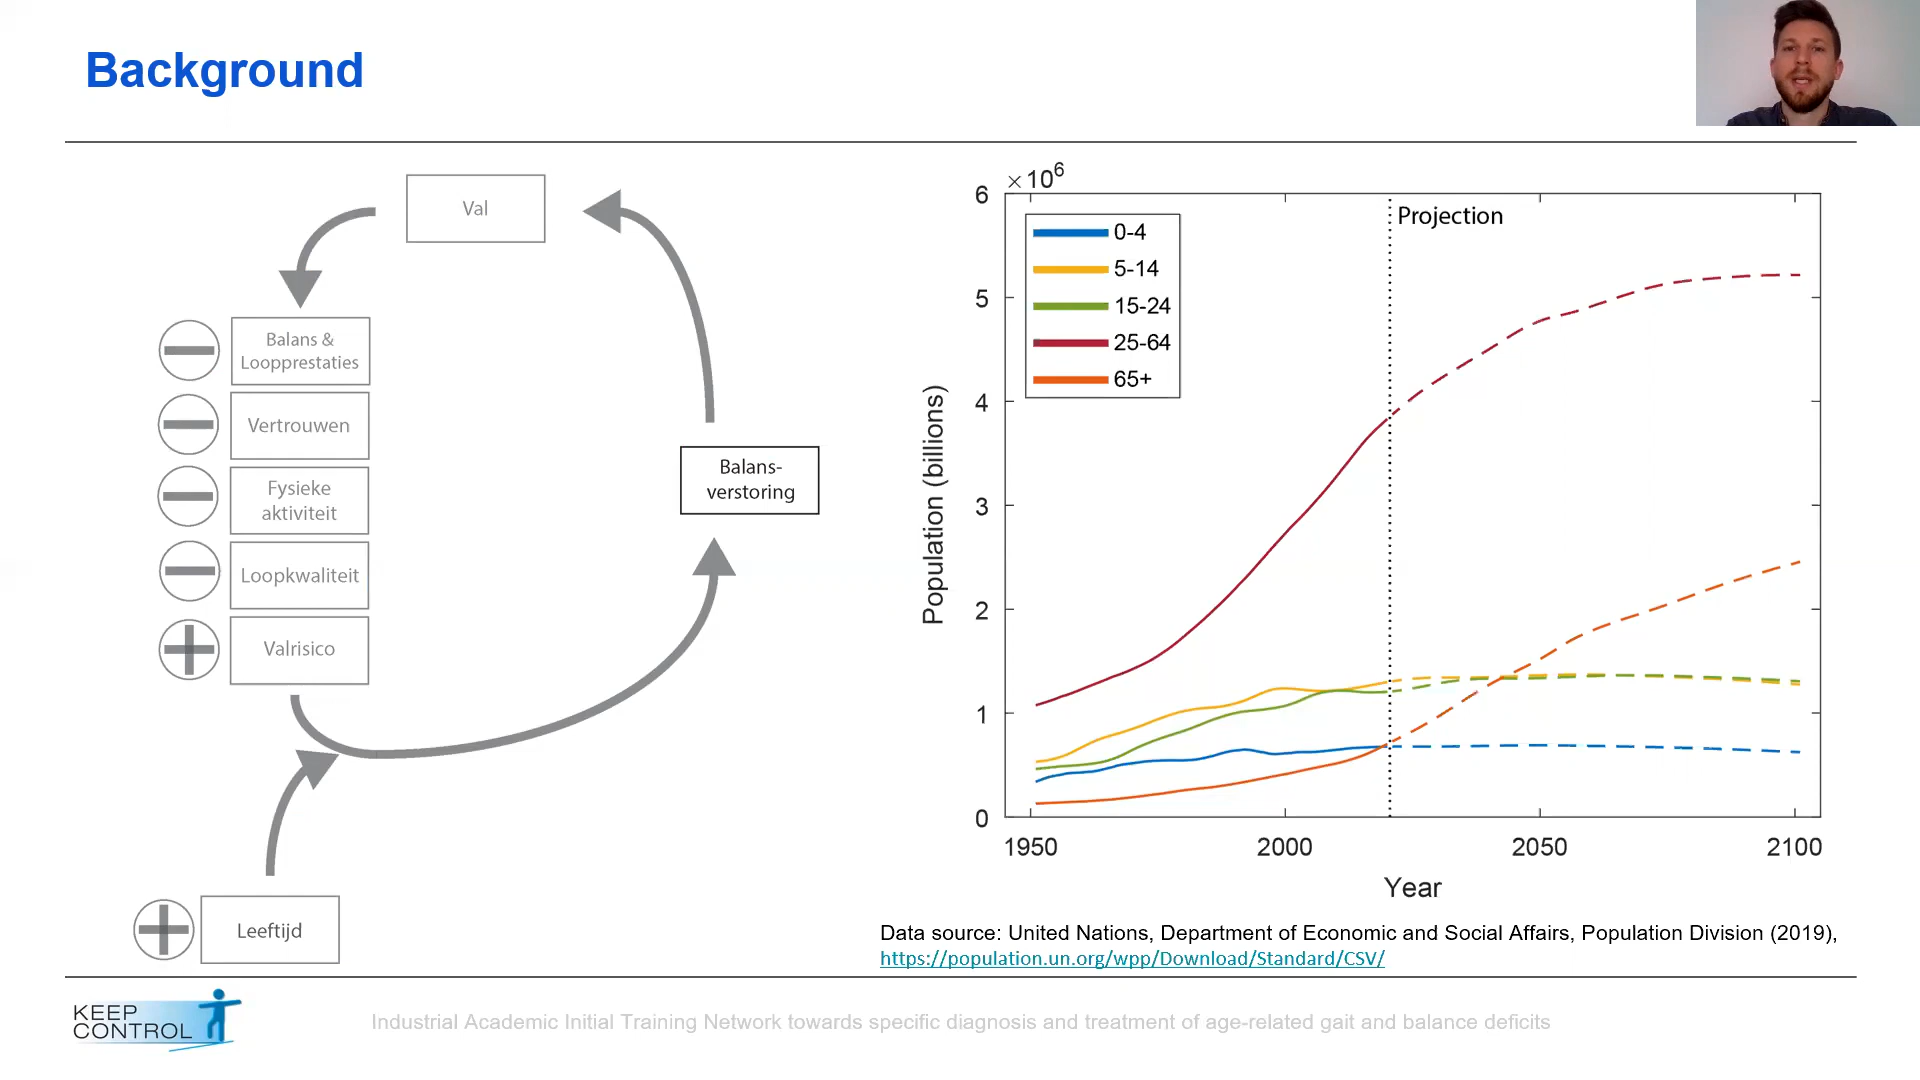 Background
Val
Balans &
Loopprestaties
Vertrouwen
Fysieke
aktiviteit
Loopkwaliteit
Valrisico
Leeftijd
Balans-
verstoring
×10⁶
Projection
0-4
5-14
15-24
25-64
65+
6
5
4
3
2
1
0
Population (billions)
1950
2000
2050
2100
Year
Data source: United Nations, Department of Economic and Social Affairs, Population Division (2019),
https://population.un.org/wpp/Download/Standard/CSV/
KEEP
CONTROL
Industrial Academic Initial Training Network towards specific diagnosis and treatment of age-related gait and balance deficits